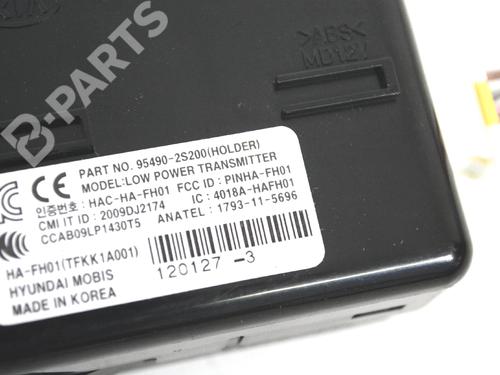 KIA
B-PARTS
>ABS<
MD127
PART NO. 95490-2S200(HOLDER)
MODEL:LOW POWER TRANSMITTER
인증번호 : HAC-HA-FH01 FCC ID : PINHA-FH01
CMI IT ID : 2009DJ2174 IC : 4018A-HAFH01
CCAB09LP1430T5 ANATEL : 1793-11-5696
HA-FH01(TFKK1A001)
HYUNDAI MOBIS
MADE IN KOREA
120127 -3